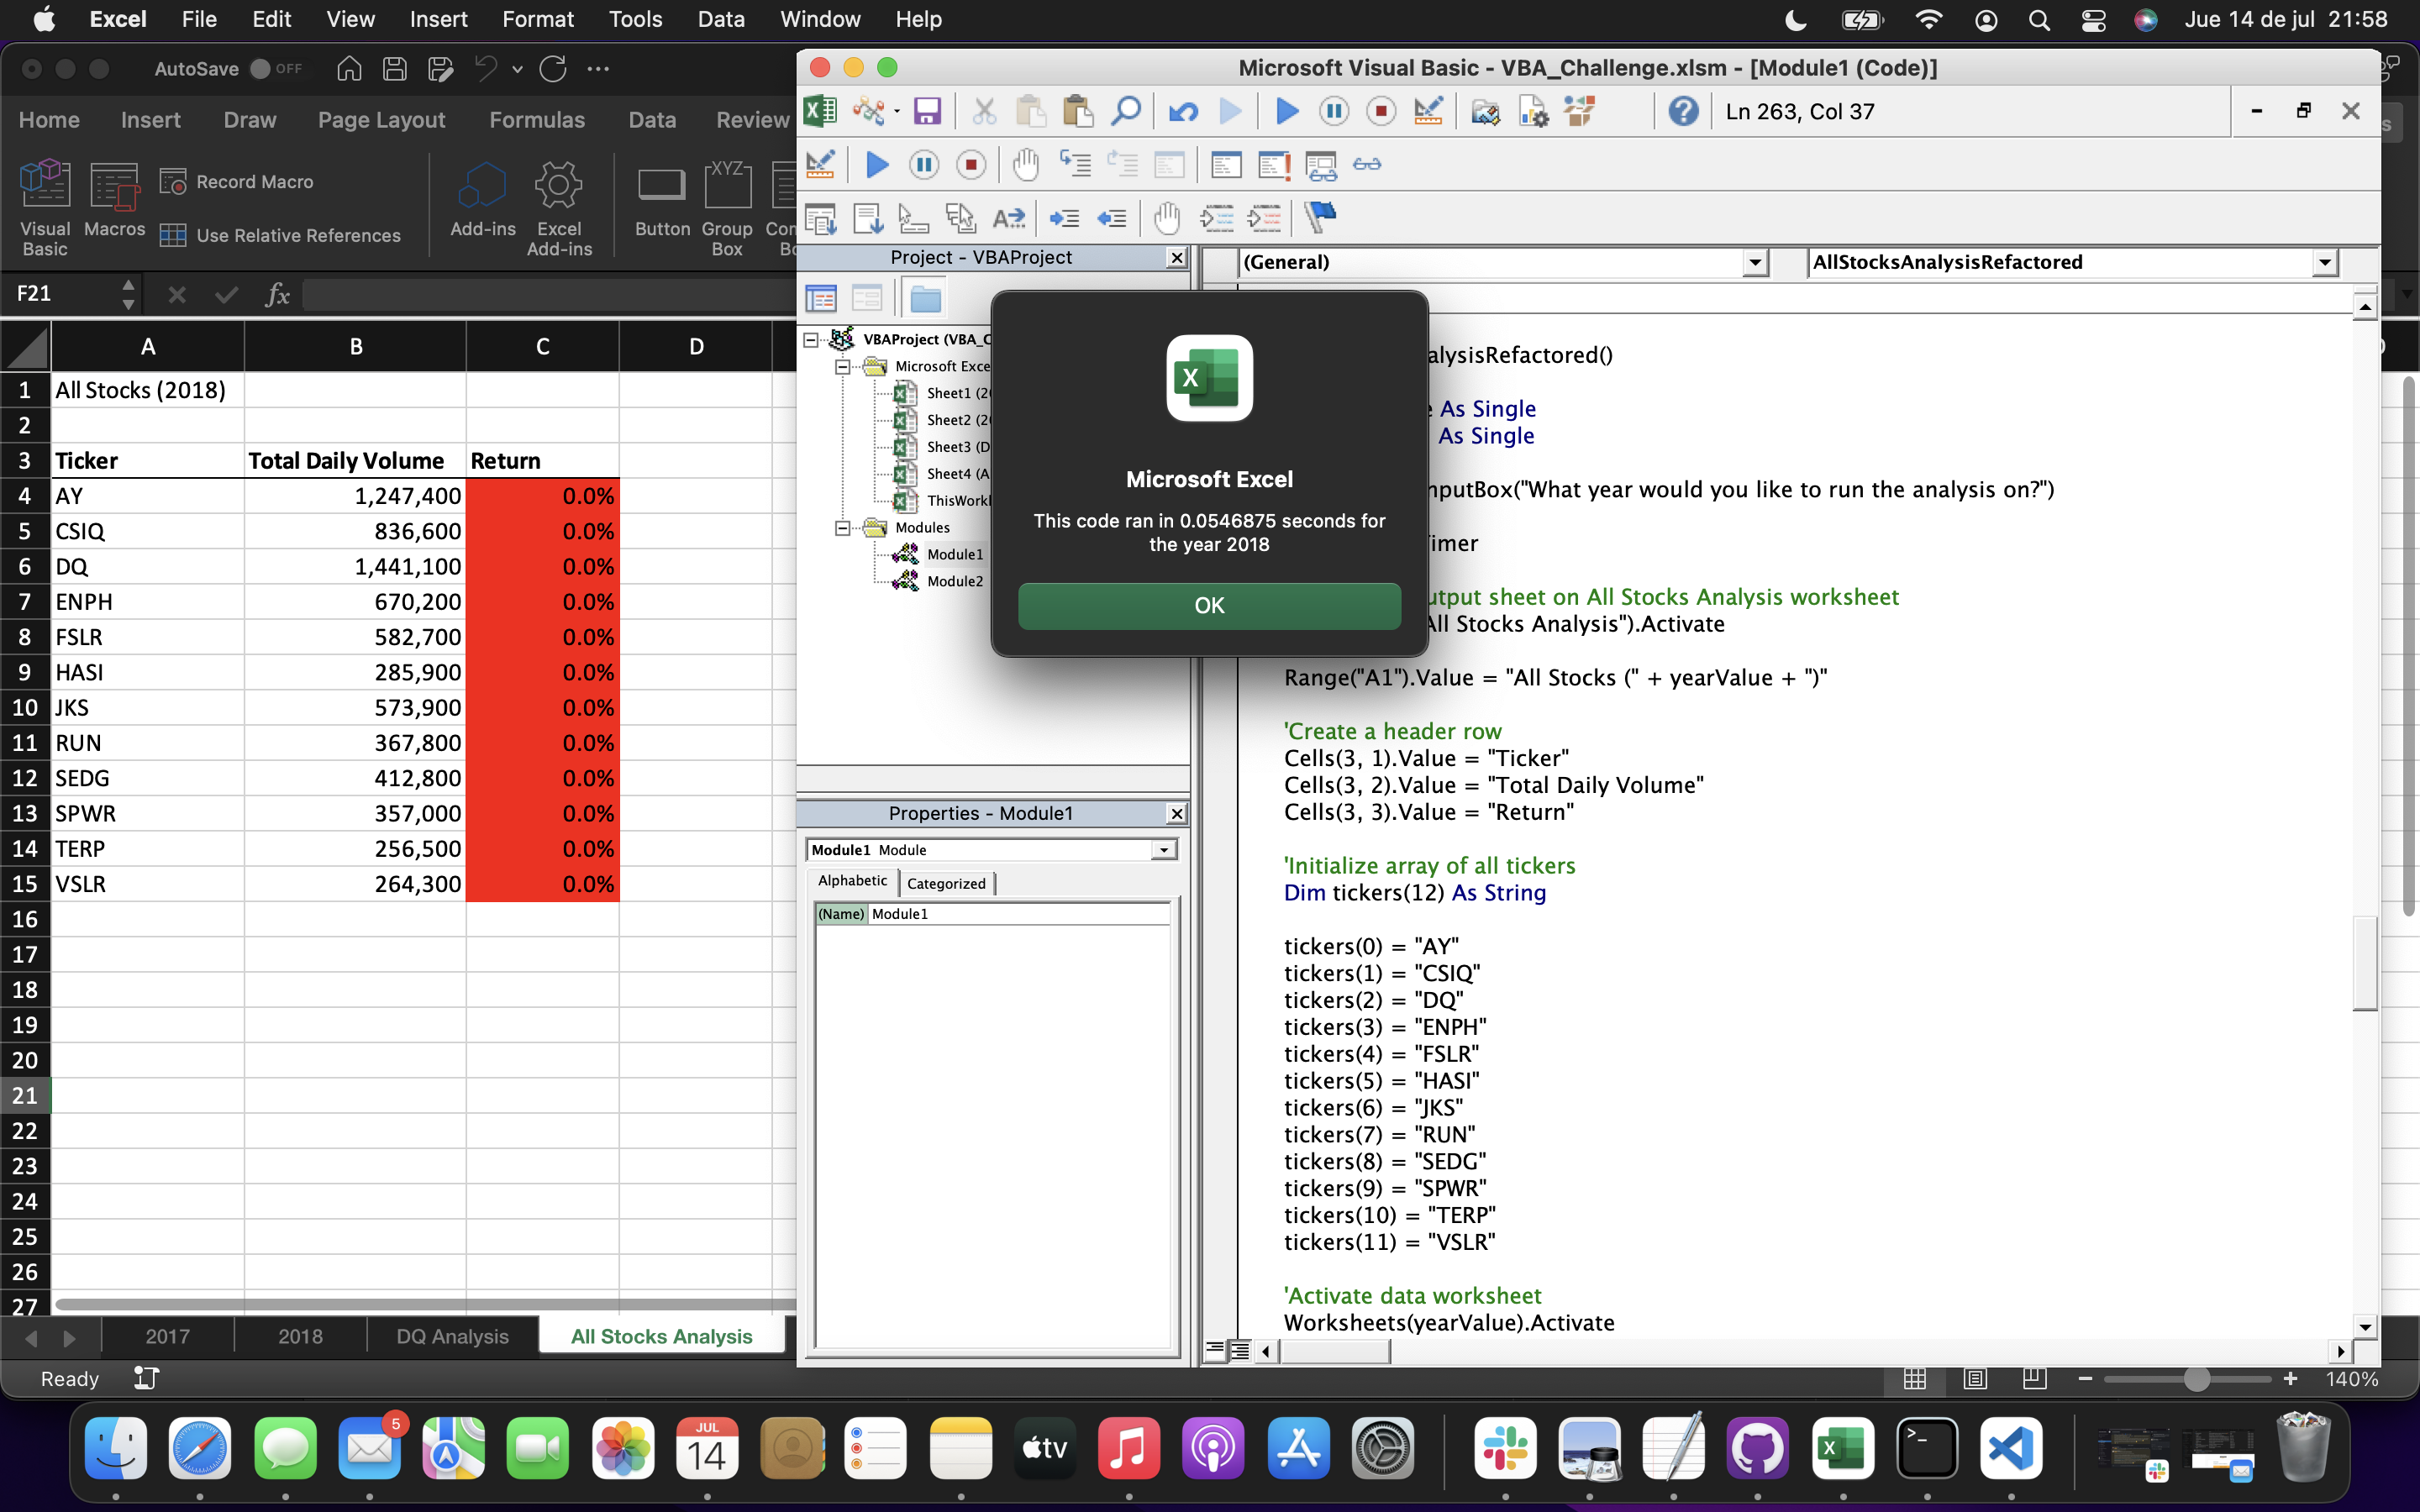 Excel File Edit View Insert Format Tools Data Window Help Jue 14 de jul 21:58
AutoSave OFF
Home Insert Draw Page Layout Formulas Data Review
Visual Basic
Macros
Record Macro
Use Relative References
Add-ins
Excel Add-ins
XYZ
Button
Group Box
F21
fx
A B C D
1 All Stocks (2018)
2
3 Ticker Total Daily Volume Return
4 AY 1,247,400 0.0%
5 CSIQ 836,600 0.0%
6 DQ 1,441,100 0.0%
7 ENPH 670,200 0.0%
8 FSLR 582,700 0.0%
9 HASI 285,900 0.0%
10 JKS 573,900 0.0%
11 RUN 367,800 0.0%
12 SEDG 412,800 0.0%
13 SPWR 357,000 0.0%
14 TERP 256,500 0.0%
15 VSLR 264,300 0.0%
16
17
18
19
20
21
22
23
24
25
26
27
2017 2018 DQ Analysis All Stocks Analysis
Ready
140%
Microsoft Visual Basic - VBA_Challenge.xlsm - [Module1 (Code)]
Ln 263, Col 37
Project - VBAProject
VBAProject (VBA_C
Microsoft Exce
Sheet1 (2
Sheet2 (2
Sheet3 (D
Sheet4 (A
ThisWork
Modules
Module1
Module2
Properties - Module1
Module1 Module
Alphabetic Categorized
(Name) Module1
Microsoft Excel
This code ran in 0.0546875 seconds for
the year 2018
OK
(General) AllStocksAnalysisRefactored
alysisRefactored()
As Single
As Single
nputBox("What year would you like to run the analysis on?")
imer
utput sheet on All Stocks Analysis worksheet
All Stocks Analysis").Activate
Range("A1").Value = "All Stocks (" + yearValue + ")"
'Create a header row
Cells(3, 1).Value = "Ticker"
Cells(3, 2).Value = "Total Daily Volume"
Cells(3, 3).Value = "Return"
'Initialize array of all tickers
Dim tickers(12) As String
tickers(0) = "AY"
tickers(1) = "CSIQ"
tickers(2) = "DQ"
tickers(3) = "ENPH"
tickers(4) = "FSLR"
tickers(5) = "HASI"
tickers(6) = "JKS"
tickers(7) = "RUN"
tickers(8) = "SEDG"
tickers(9) = "SPWR"
tickers(10) = "TERP"
tickers(11) = "VSLR"
'Activate data worksheet
Worksheets(yearValue).Activate
5
JUL
14
tv